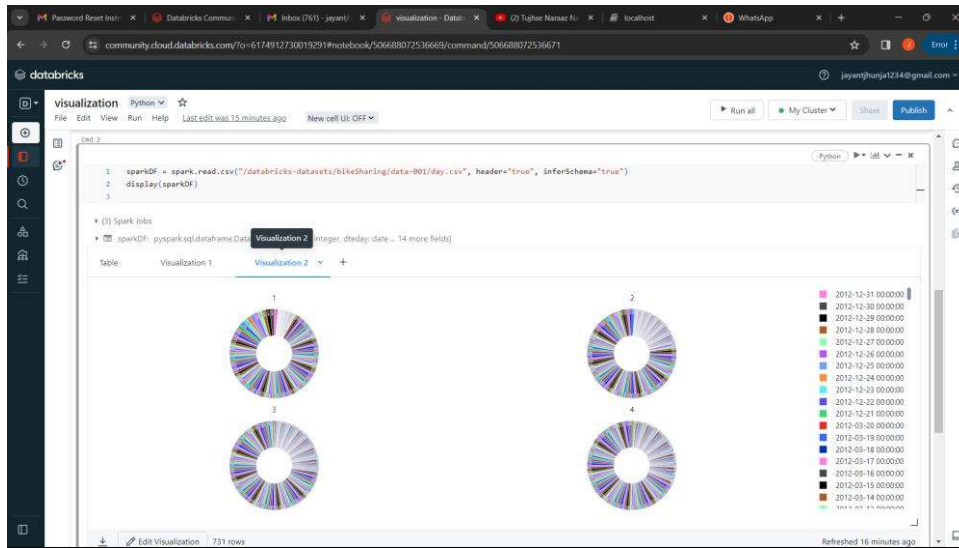 Password Reset Instr
Databricks Commun
Inbox (761) - jayantjh
visualization - Datab
(2) Tujhse Naraz N
localhost
WhatsApp
community.cloud.databricks.com/?o=6174912730019291#notebook/506688072536669/command/506688072536671
Error
databricks
jayantjhunja1234@gmail.com
visualization Python
File Edit View Run Help Last edit was 15 minutes ago New cell UI: OFF
Run all My Cluster Share Publish
Cmd 2
Python
1 sparkDF = spark.read.csv("/databricks-datasets/bikeSharing/data-001/day.csv", header="true", inferSchema="true")
2 display(sparkDF)
3
(3) Spark Jobs
sparkDF: pyspark.sql.dataframe.Data Visualization 2 integer, dteday: date ... 14 more fields]
Table Visualization 1 Visualization 2 +
1
2
3
4
2012-12-31 00:00:00
2012-12-30 00:00:00
2012-12-29 00:00:00
2012-12-28 00:00:00
2012-12-27 00:00:00
2012-12-26 00:00:00
2012-12-25 00:00:00
2012-12-24 00:00:00
2012-12-23 00:00:00
2012-12-22 00:00:00
2012-12-21 00:00:00
2012-03-20 00:00:00
2012-03-19 00:00:00
2012-03-18 00:00:00
2012-03-17 00:00:00
2012-03-16 00:00:00
2012-03-15 00:00:00
2012-03-14 00:00:00
Edit Visualization 731 rows
Refreshed 16 minutes ago